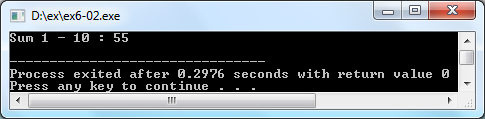 D:\ex\ex6-02.exe
Sum 1 - 10 : 55
--------------------------------
Process exited after 0.2976 seconds with return value 0
Press any key to continue . . .